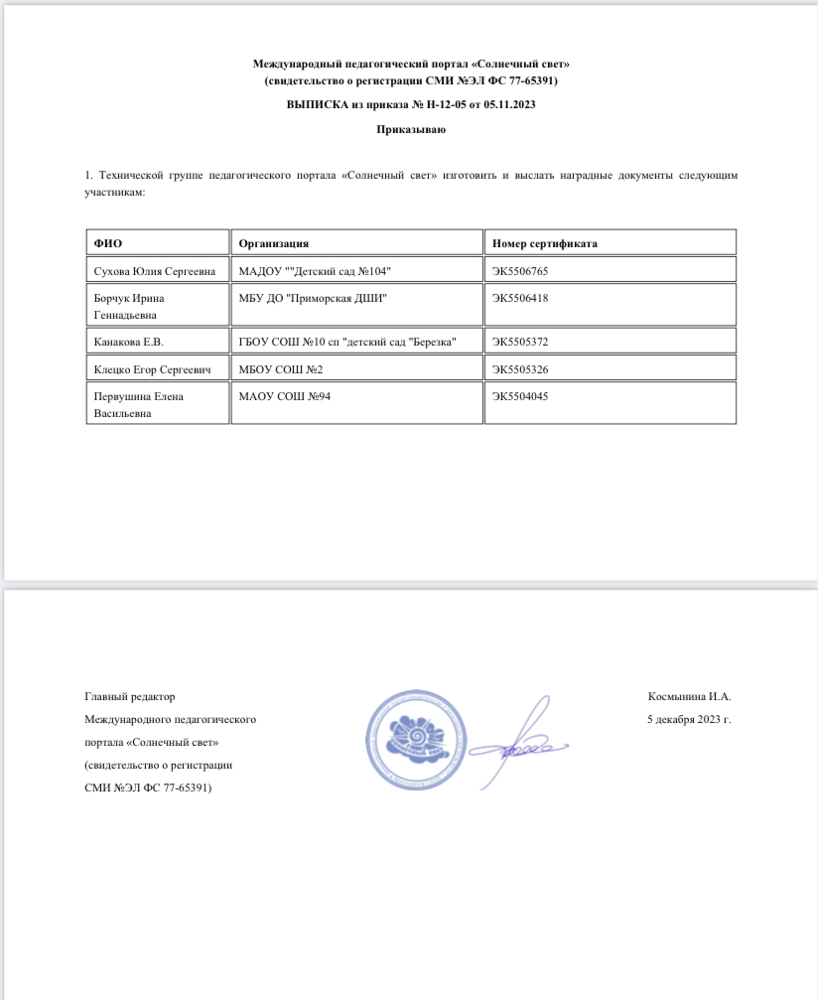 Международный педагогический портал «Солнечный свет»
(свидетельство о регистрации СМИ №ЭЛ ФС 77-65391)
ВЫПИСКА из приказа № Н-12-05 от 05.11.2023
Приказываю
1. Технической группе педагогического портала «Солнечный свет» изготовить и выслать наградные документы следующим
участникам:
ФИО Организация Номер сертификата
Сухова Юлия Сергеевна МАДОУ ""Детский сад №104" ЭК5506765
Борчук Ирина МБУ ДО "Приморская ДШИ" ЭК5506418
Геннадьевна
Канакова Е.В. ГБОУ СОШ №10 сп "детский сад "Березка" ЭК5505372
Клецко Егор Сергеевич МБОУ СОШ №2 ЭК5505326
Первушина Елена МАОУ СОШ №94 ЭК5504045
Васильевна
Главный редактор Космынина И.А.
Международного педагогического 5 декабря 2023 г.
портала «Солнечный свет»
(свидетельство о регистрации
СМИ №ЭЛ ФС 77-65391)